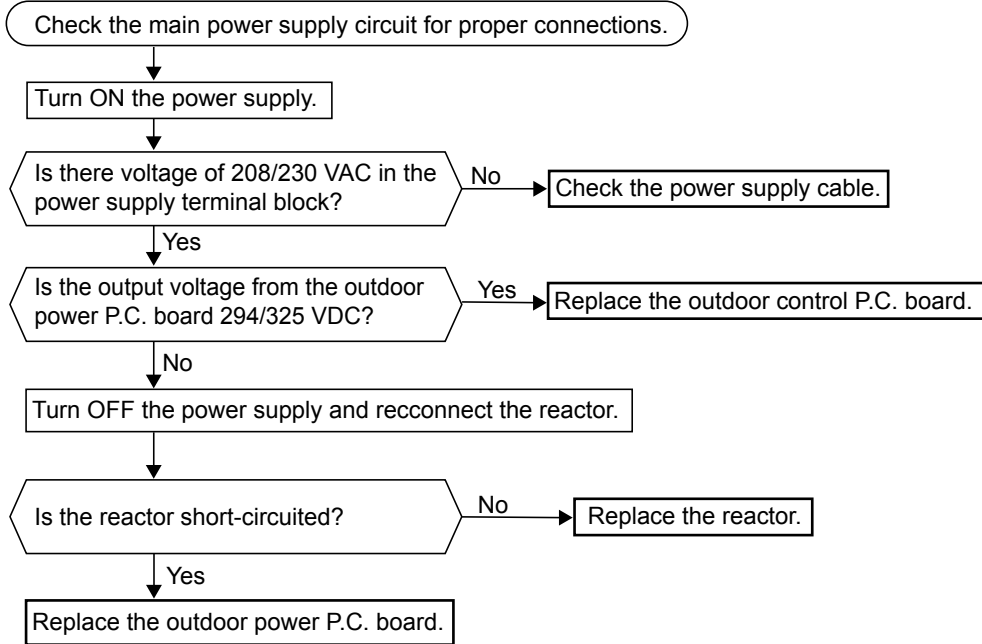 Check the main power supply circuit for proper connections.
Turn ON the power supply.
Is there voltage of 208/230 VAC in the
power supply terminal block?
No
Check the power supply cable.
Yes
Is the output voltage from the outdoor
power P.C. board 294/325 VDC?
Yes
Replace the outdoor control P.C. board.
No
Turn OFF the power supply and recconnect the reactor.
Is the reactor short-circuited?
No
Replace the reactor.
Yes
Replace the outdoor power P.C. board.